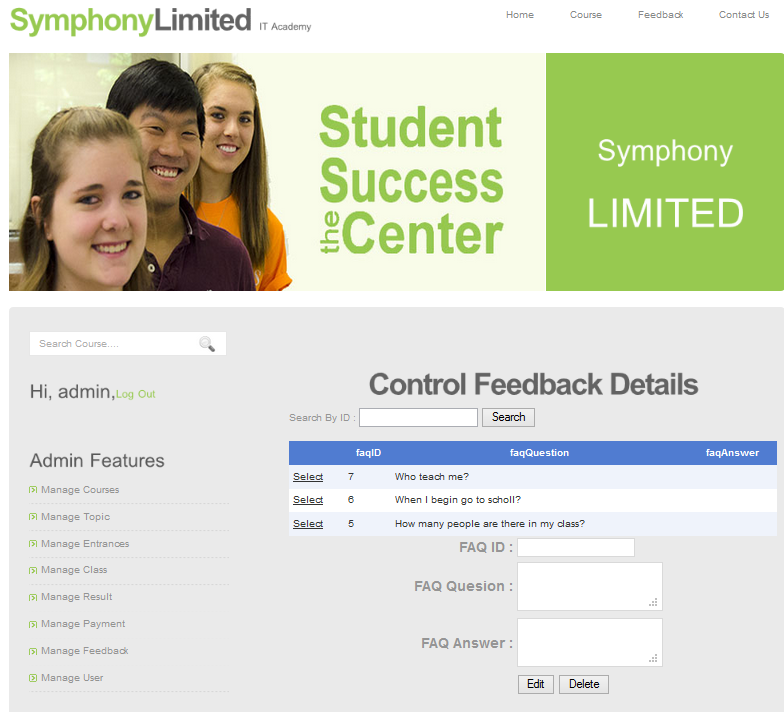 SymphonyLimited IT Academy
Home Course Feedback Contact Us
Student
Success
the Center
Symphony
LIMITED
Search Course....
Hi, admin,Log Out
Admin Features
Manage Courses
Manage Topic
Manage Entrances
Manage Class
Manage Result
Manage Payment
Manage Feedback
Manage User
Control Feedback Details
Search By ID : Search
faqID faqQuestion faqAnswer
Select 7 Who teach me?
Select 6 When I begin go to scholl?
Select 5 How many people are there in my class?
FAQ ID :
FAQ Quesion :
FAQ Answer :
Edit Delete